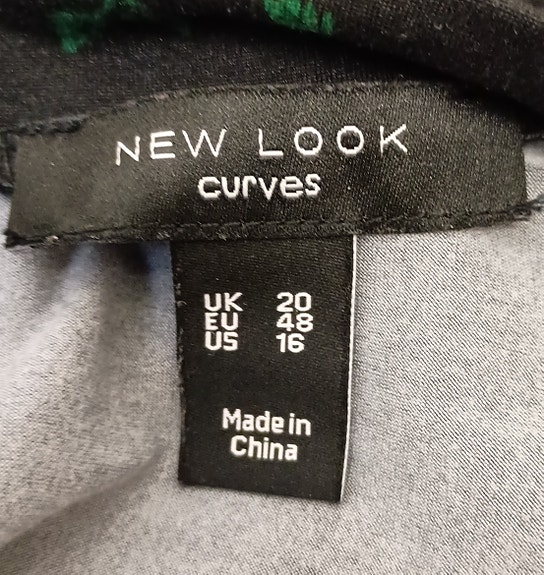 NEW LOOK
curves
UK 20
EU 48
US 16
Made in
China